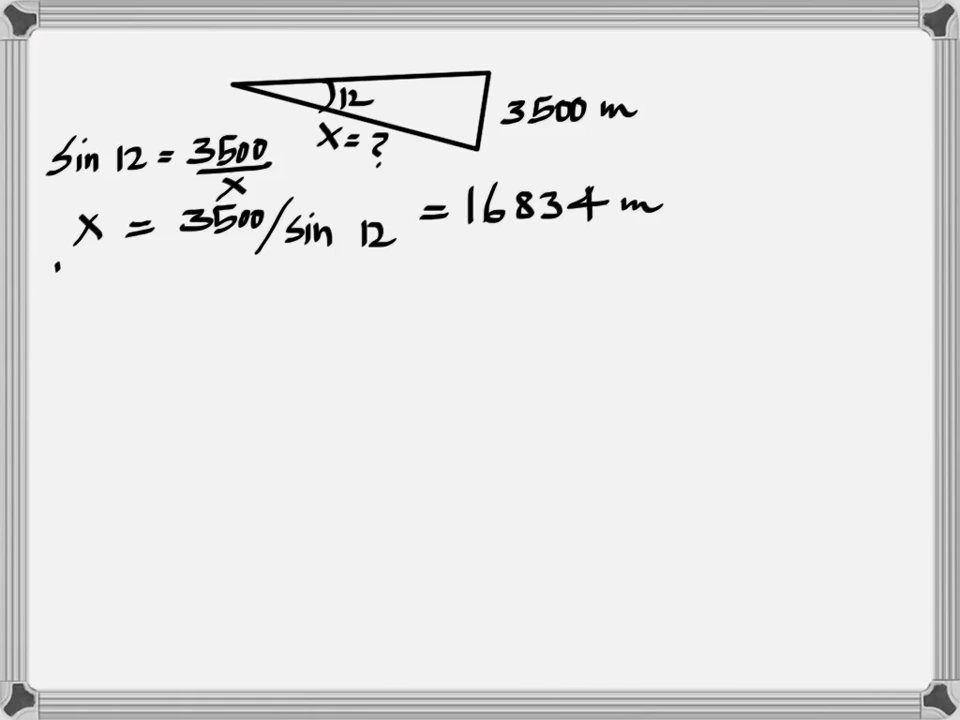 12
3500 m
x = ?
Sin 12 = 3500/x
x = 3500/sin 12 = 16834 m